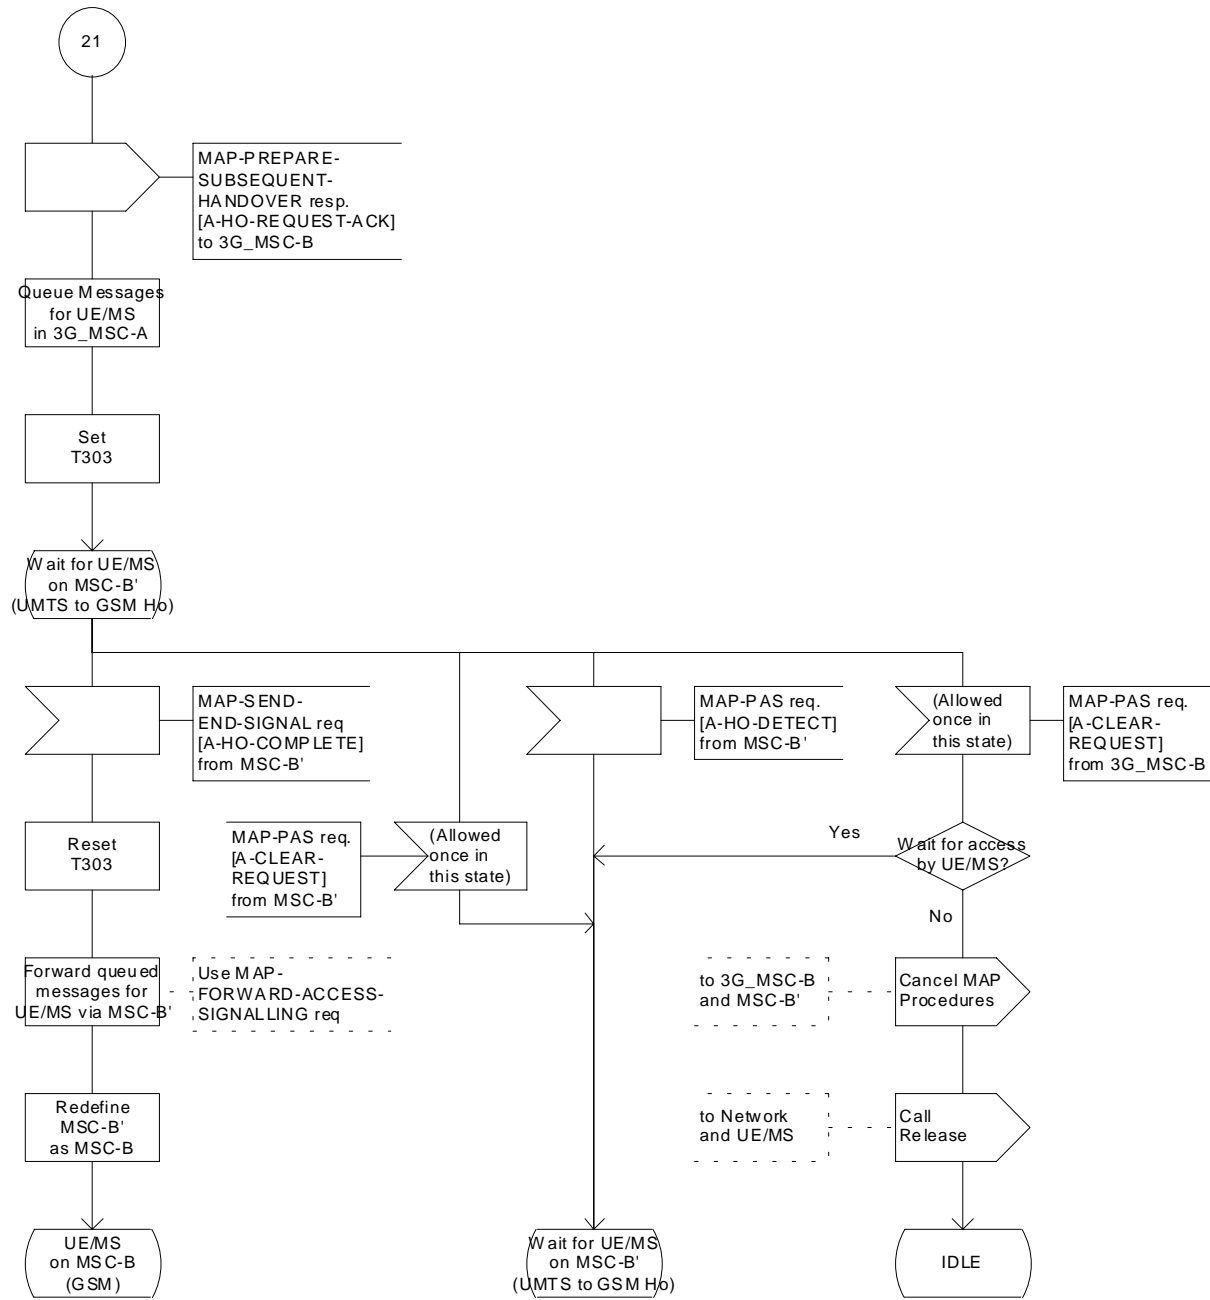 21
MAP-PREPARE-
SUBSEQUENT-
HANDOVER resp.
[A-HO-REQUEST-ACK]
to 3G_MSC-B
Queue Messages
for UE/MS
in 3G_MSC-A
Set
T303
Wait for UE/MS
on MSC-B'
(UMTS to GSM Ho)
MAP-SEND-
END-SIGNAL req
[A-HO-COMPLETE]
from MSC-B'
MAP-PAS req.
[A-HO-DETECT]
from MSC-B'
(Allowed
once in
this state)
MAP-PAS req.
[A-CLEAR-
REQUEST]
from 3G_MSC-B
Reset
T303
MAP-PAS req.
[A-CLEAR-
REQUEST]
from MSC-B'
(Allowed
once in
this state)
Yes
Wait for access
by UE/MS?
No
Forward queued
messages for
UE/MS via MSC-B'
Use MAP-
FORWARD-ACCESS-
SIGNALLING req
to 3G_MSC-B
and MSC-B'
Cancel MAP
Procedures
Redefine
MSC-B'
as MSC-B
to Network
and UE/MS
Call
Release
UE/MS
on MSC-B
(GSM)
Wait for UE/MS
on MSC-B'
(UMTS to GSM Ho)
IDLE